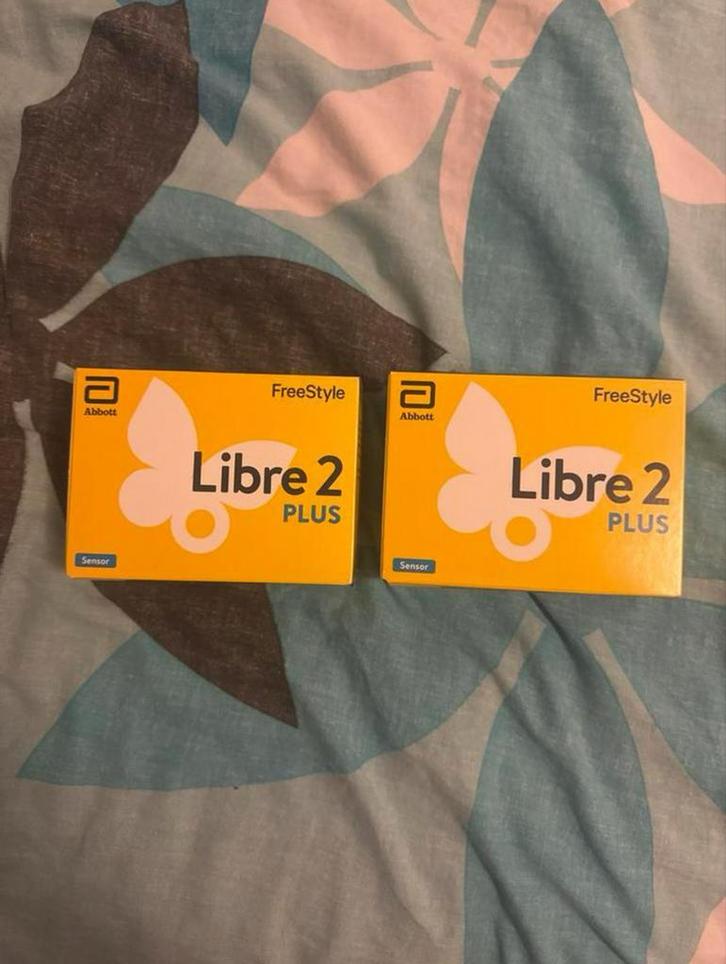 Abbott
FreeStyle
Libre 2
PLUS
Sensor
Abbott
FreeStyle
Libre 2
PLUS
Sensor